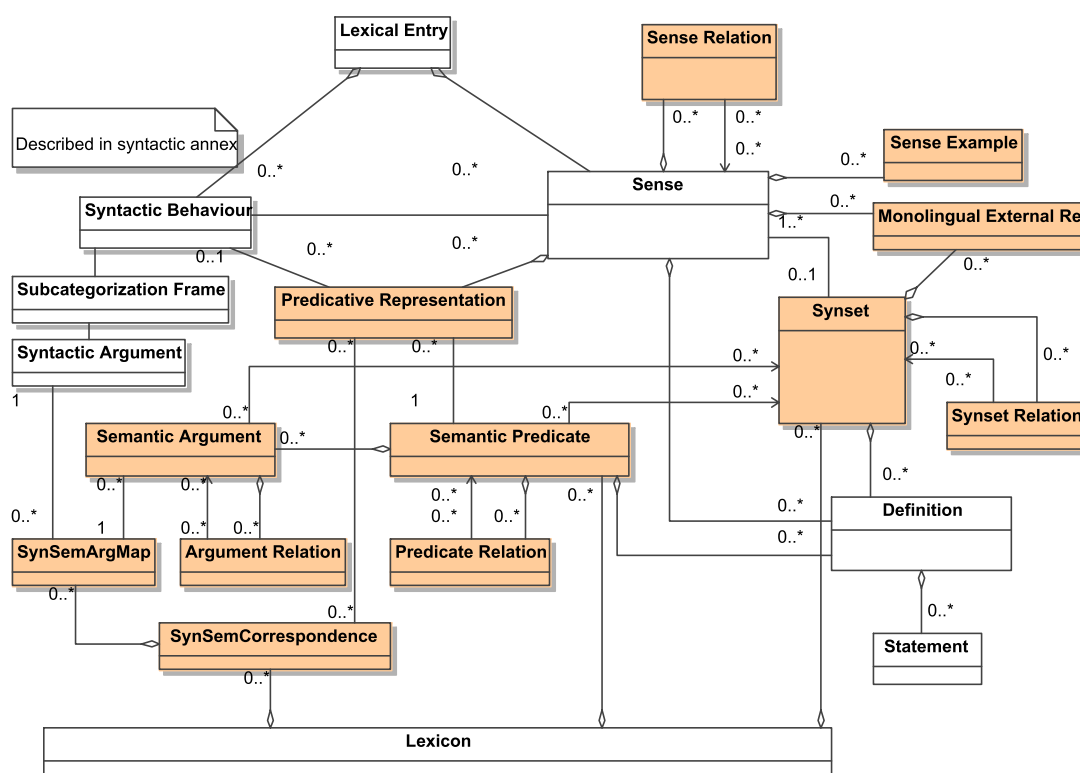 Lexical Entry
Sense Relation
0..*
0..*
0..*
Described in syntactic annex
Sense Example
0..*
0..*
0..*
Sense
Syntactic Behaviour
0..*
Monolingual External Re
1..*
0..*
0..*
0..1
0..*
0..1
Subcategorization Frame
Predicative Representation
Synset
0..*
0..*
0..*
0..*
Syntactic Argument
0..*
0..*
0..*
1
1
0..*
0..*
0..*
Synset Relation
Semantic Argument
0..*
Semantic Predicate
0..*
0..*
0..*
0..*
0..*
0..*
0..*
Definition
0..*
1
0..*
0..*
0..*
0..*
0..*
SynSemArgMap
Argument Relation
Predicate Relation
0..*
0..*
0..*
SynSemCorrespondence
Statement
0..*
Lexicon